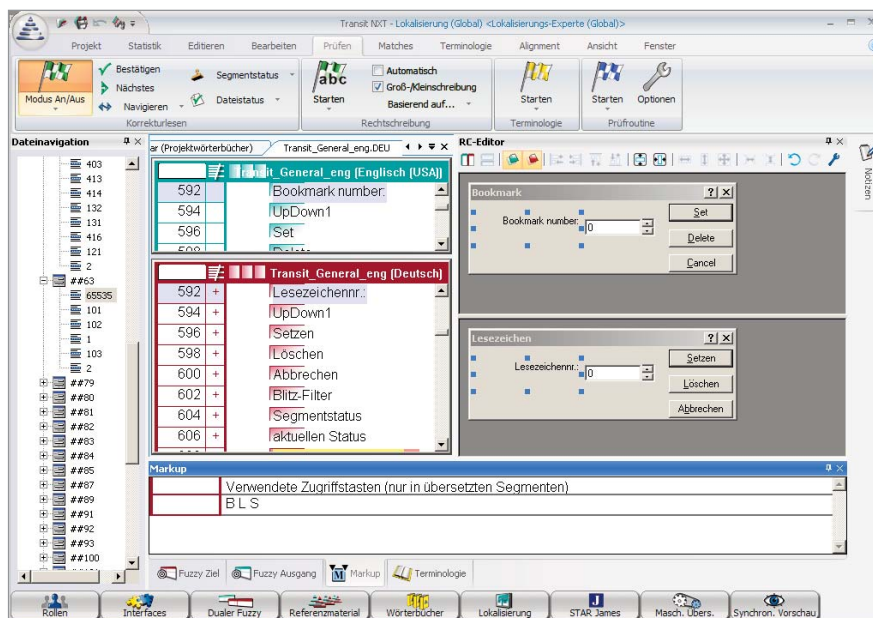 Transit NXT - Lokalisierung (Global) <Lokalisierungs-Experte (Global)>
Projekt Statistik Editieren Bearbeiten Prüfen Matches Terminologie Alignment Ansicht Fenster
Modus An/Aus
Bestätigen
Nächstes
Navigieren
Segmentstatus
Dateistatus
Korrekturlesen
abc
Starten
Automatisch
Groß-/Kleinschreibung
Basierend auf...
Rechtschreibung
Starten
Terminologie
Starten
Optionen
Prüfroutine
Dateinavigation
403
413
414
132
131
416
121
2
##63
65535
101
102
1
103
2
##79
##80
##81
##82
##83
##84
##85
##87
##89
##91
##92
##93
##100
ar (Projektwörterbücher) Transit_General_eng.DEU
Transit_General_eng (Englisch (USA))
592 Bookmark number:
594 UpDown1
596 Set
598 Delete
Transit_General_eng (Deutsch)
592 + Lesezeichennr.:
594 + UpDown1
596 + Setzen
598 + Löschen
600 + Abbrechen
602 + Blitz-Filter
604 + Segmentstatus
606 + aktuellen Status
RC-Editor
Bookmark
Bookmark number: 0
Set
Delete
Cancel
Lesezeichen
Lesezeichennr.: 0
Setzen
Löschen
Abbrechen
Notizen
Markup
Verwendete Zugriffstasten (nur in übersetzten Segmenten)
B L S
Fuzzy Ziel Fuzzy Ausgang Markup Terminologie
Rollen Interfaces Dualer Fuzzy Referenzmaterial Wörterbücher Lokalisierung STAR James Masch. Übers. Synchron. Vorschau